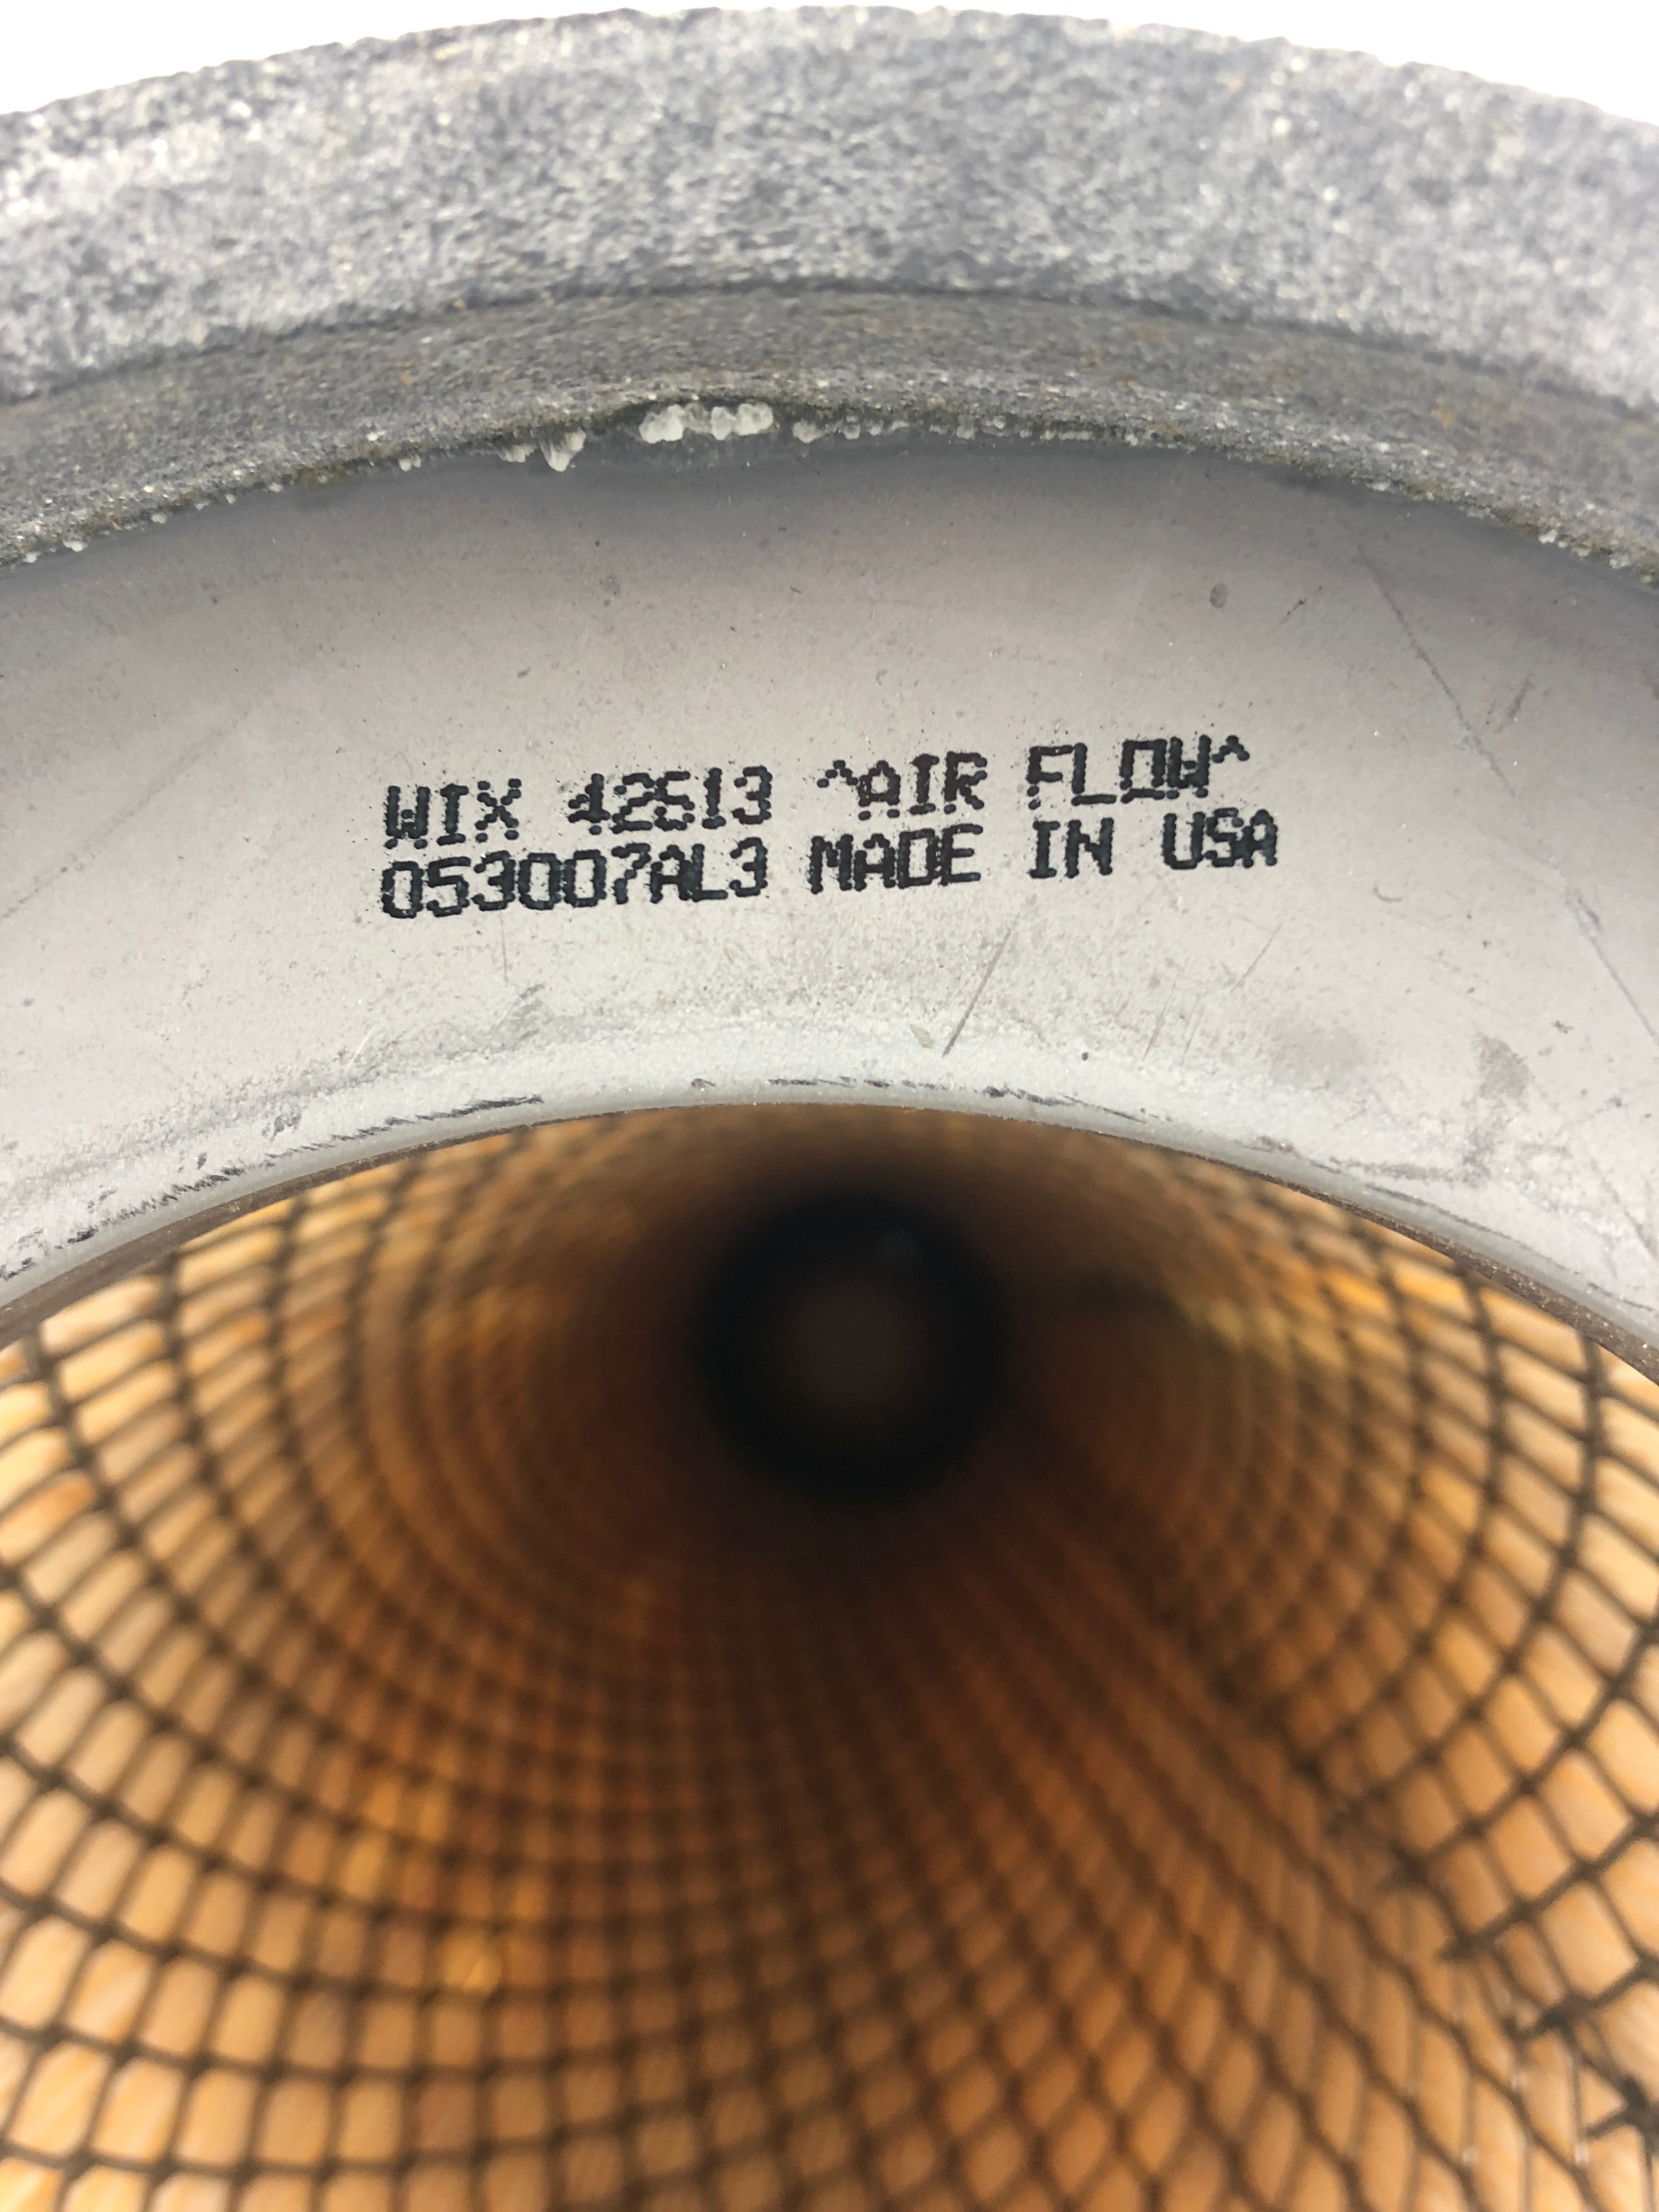 WIX 42613 ^AIR FLOW^
053007AL3 MADE IN USA